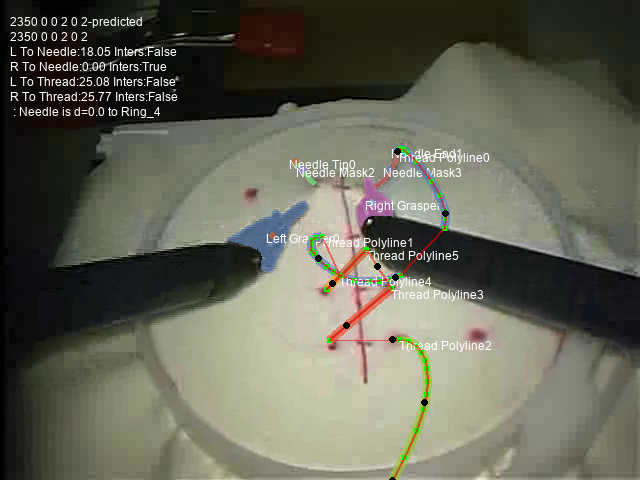 2350 0 0 2 0 2-predicted
2350 0 0 2 0 2
L To Needle:18.05 Inters:False
R To Needle:0.00 Inters:True
L To Thread:25.08 Inters:False
R To Thread:25.77 Inters:False
: Needle is d=0.0 to Ring_4
Needle End1
Thread Polyline0
Needle Tip0
Needle Mask2
Needle Mask3
Right Grasper
Left Grasper0
Thread Polyline1
Thread Polyline5
Thread Polyline4
Thread Polyline3
Thread Polyline2